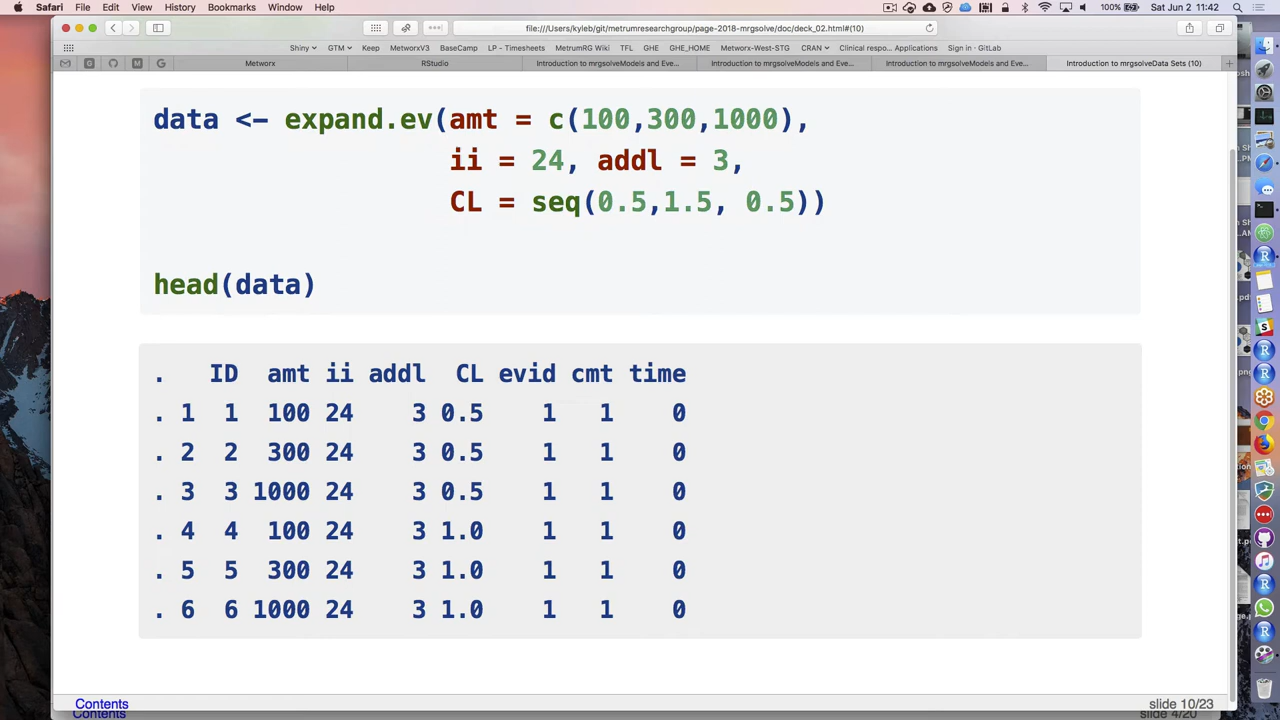 Safari File Edit View History Bookmarks Window Help
100% Sat Jun 2 11:42
file:///Users/kyleb/git/metrumresearchgroup/page-2018-mrgsolve/doc/deck_02.html#(10)
Shiny GTM Keep MetworxV3 BaseCamp LP - Timesheets MetrumRG Wiki TFL GHE GHE_HOME Metworx-West-STG CRAN Clinical respo... Applications Sign in · GitLab
Metworx RStudio Introduction to mrgsolveModels and Eve... Introduction to mrgsolveModels and Eve... Introduction to mrgsolveModels and Eve... Introduction to mrgsolveData Sets (10)
data <- expand.ev(amt = c(100,300,1000),
ii = 24, addl = 3,
CL = seq(0.5,1.5, 0.5))
head(data)
. ID amt ii addl CL evid cmt time
. 1 1 100 24 3 0.5 1 1 0
. 2 2 300 24 3 0.5 1 1 0
. 3 3 1000 24 3 0.5 1 1 0
. 4 4 100 24 3 1.0 1 1 0
. 5 5 300 24 3 1.0 1 1 0
. 6 6 1000 24 3 1.0 1 1 0
Contents slide 10/23
Contents slide 4/20